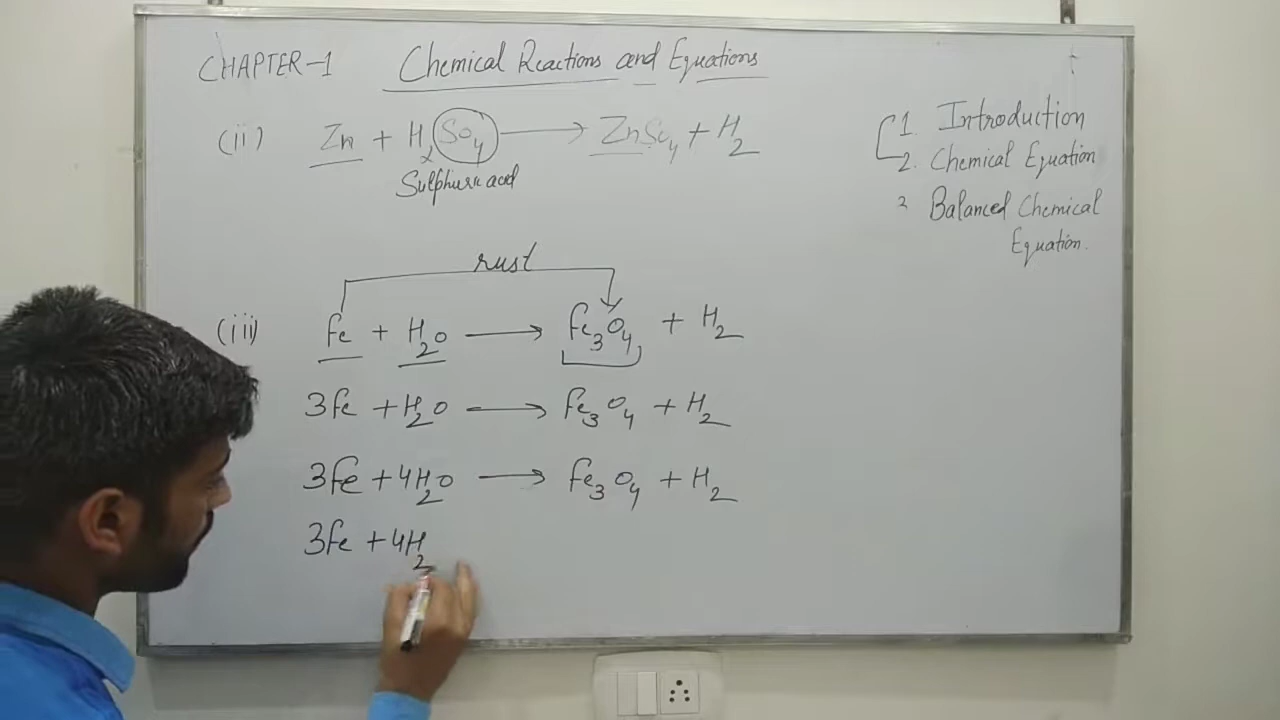 CHAPTER-1 Chemical Reactions and Equations
(ii) Zn + H2So4 → ZnSo4 + H2
Sulphuric acid
rust
(iii) Fe + H2O → Fe3O4 + H2
3Fe + H2O → Fe3O4 + H2
3Fe + 4H2O → Fe3O4 + H2
3Fe + 4H2
1. Introduction
2. Chemical Equation
3 Balanced Chemical
Equation.